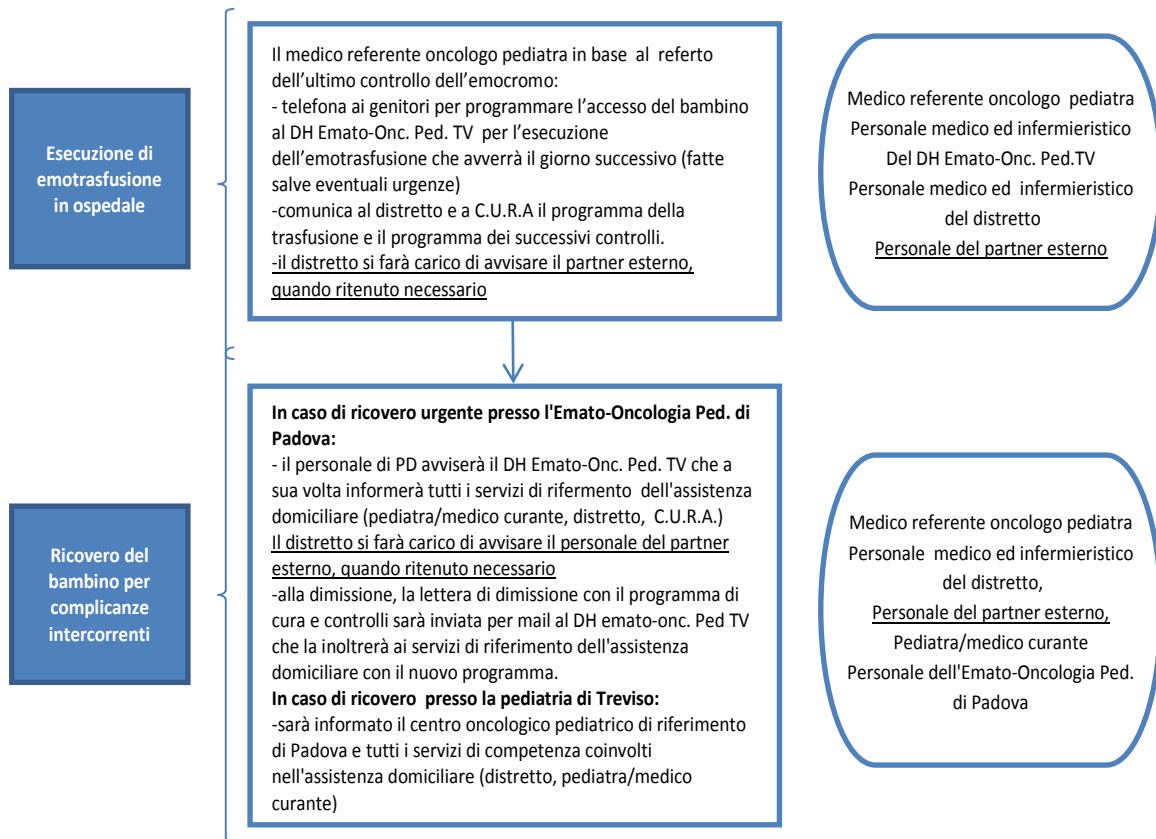 Esecuzione di
emotrasfusione
in ospedale
Il medico referente oncologo pediatra in base al referto
dell'ultimo controllo dell'emocromo:
- telefona ai genitori per programmare l'accesso del bambino
al DH Emato-Onc. Ped. TV per l'esecuzione
dell'emotrasfusione che avverrà il giorno successivo (fatte
salve eventuali urgenze)
-comunica al distretto e a C.U.R.A il programma della
trasfusione e il programma dei successivi controlli.
-il distretto si farà carico di avvisare il partner esterno,
quando ritenuto necessario
Medico referente oncologo pediatra
Personale medico ed infermieristico
Del DH Emato-Onc. Ped.TV
Personale medico ed infermieristico
del distretto
Personale del partner esterno
Ricovero del
bambino per
complicanze
intercorrenti
In caso di ricovero urgente presso l'Emato-Oncologia Ped. di
Padova:
- il personale di PD avviserà il DH Emato-Onc. Ped. TV che a
sua volta informerà tutti i servizi di rifermento dell'assistenza
domiciliare (pediatra/medico curante, distretto, C.U.R.A.)
Il distretto si farà carico di avvisare il personale del partner
esterno, quando ritenuto necessario
-alla dimissione, la lettera di dimissione con il programma di
cura e controlli sarà inviata per mail al DH emato-onc. Ped TV
che la inoltrerà ai servizi di riferimento dell'assistenza
domiciliare con il nuovo programma.
In caso di ricovero presso la pediatria di Treviso:
-sarà informato il centro oncologico pediatrico di riferimento
di Padova e tutti i servizi di competenza coinvolti
nell'assistenza domiciliare (distretto, pediatra/medico
curante)
Medico referente oncologo pediatra
Personale medico ed infermieristico
del distretto,
Personale del partner esterno,
Pediatra/medico curante
Personale dell'Emato-Oncologia Ped.
di Padova